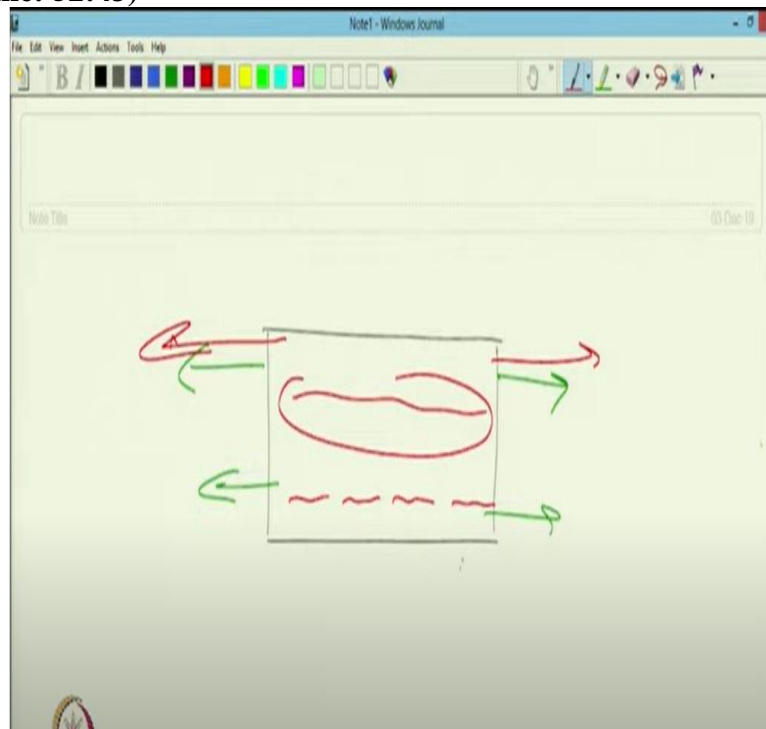 Note1 - Windows Journal
File Edit View Insert Actions Tools Help
B I
Note Title
03-Dec-19